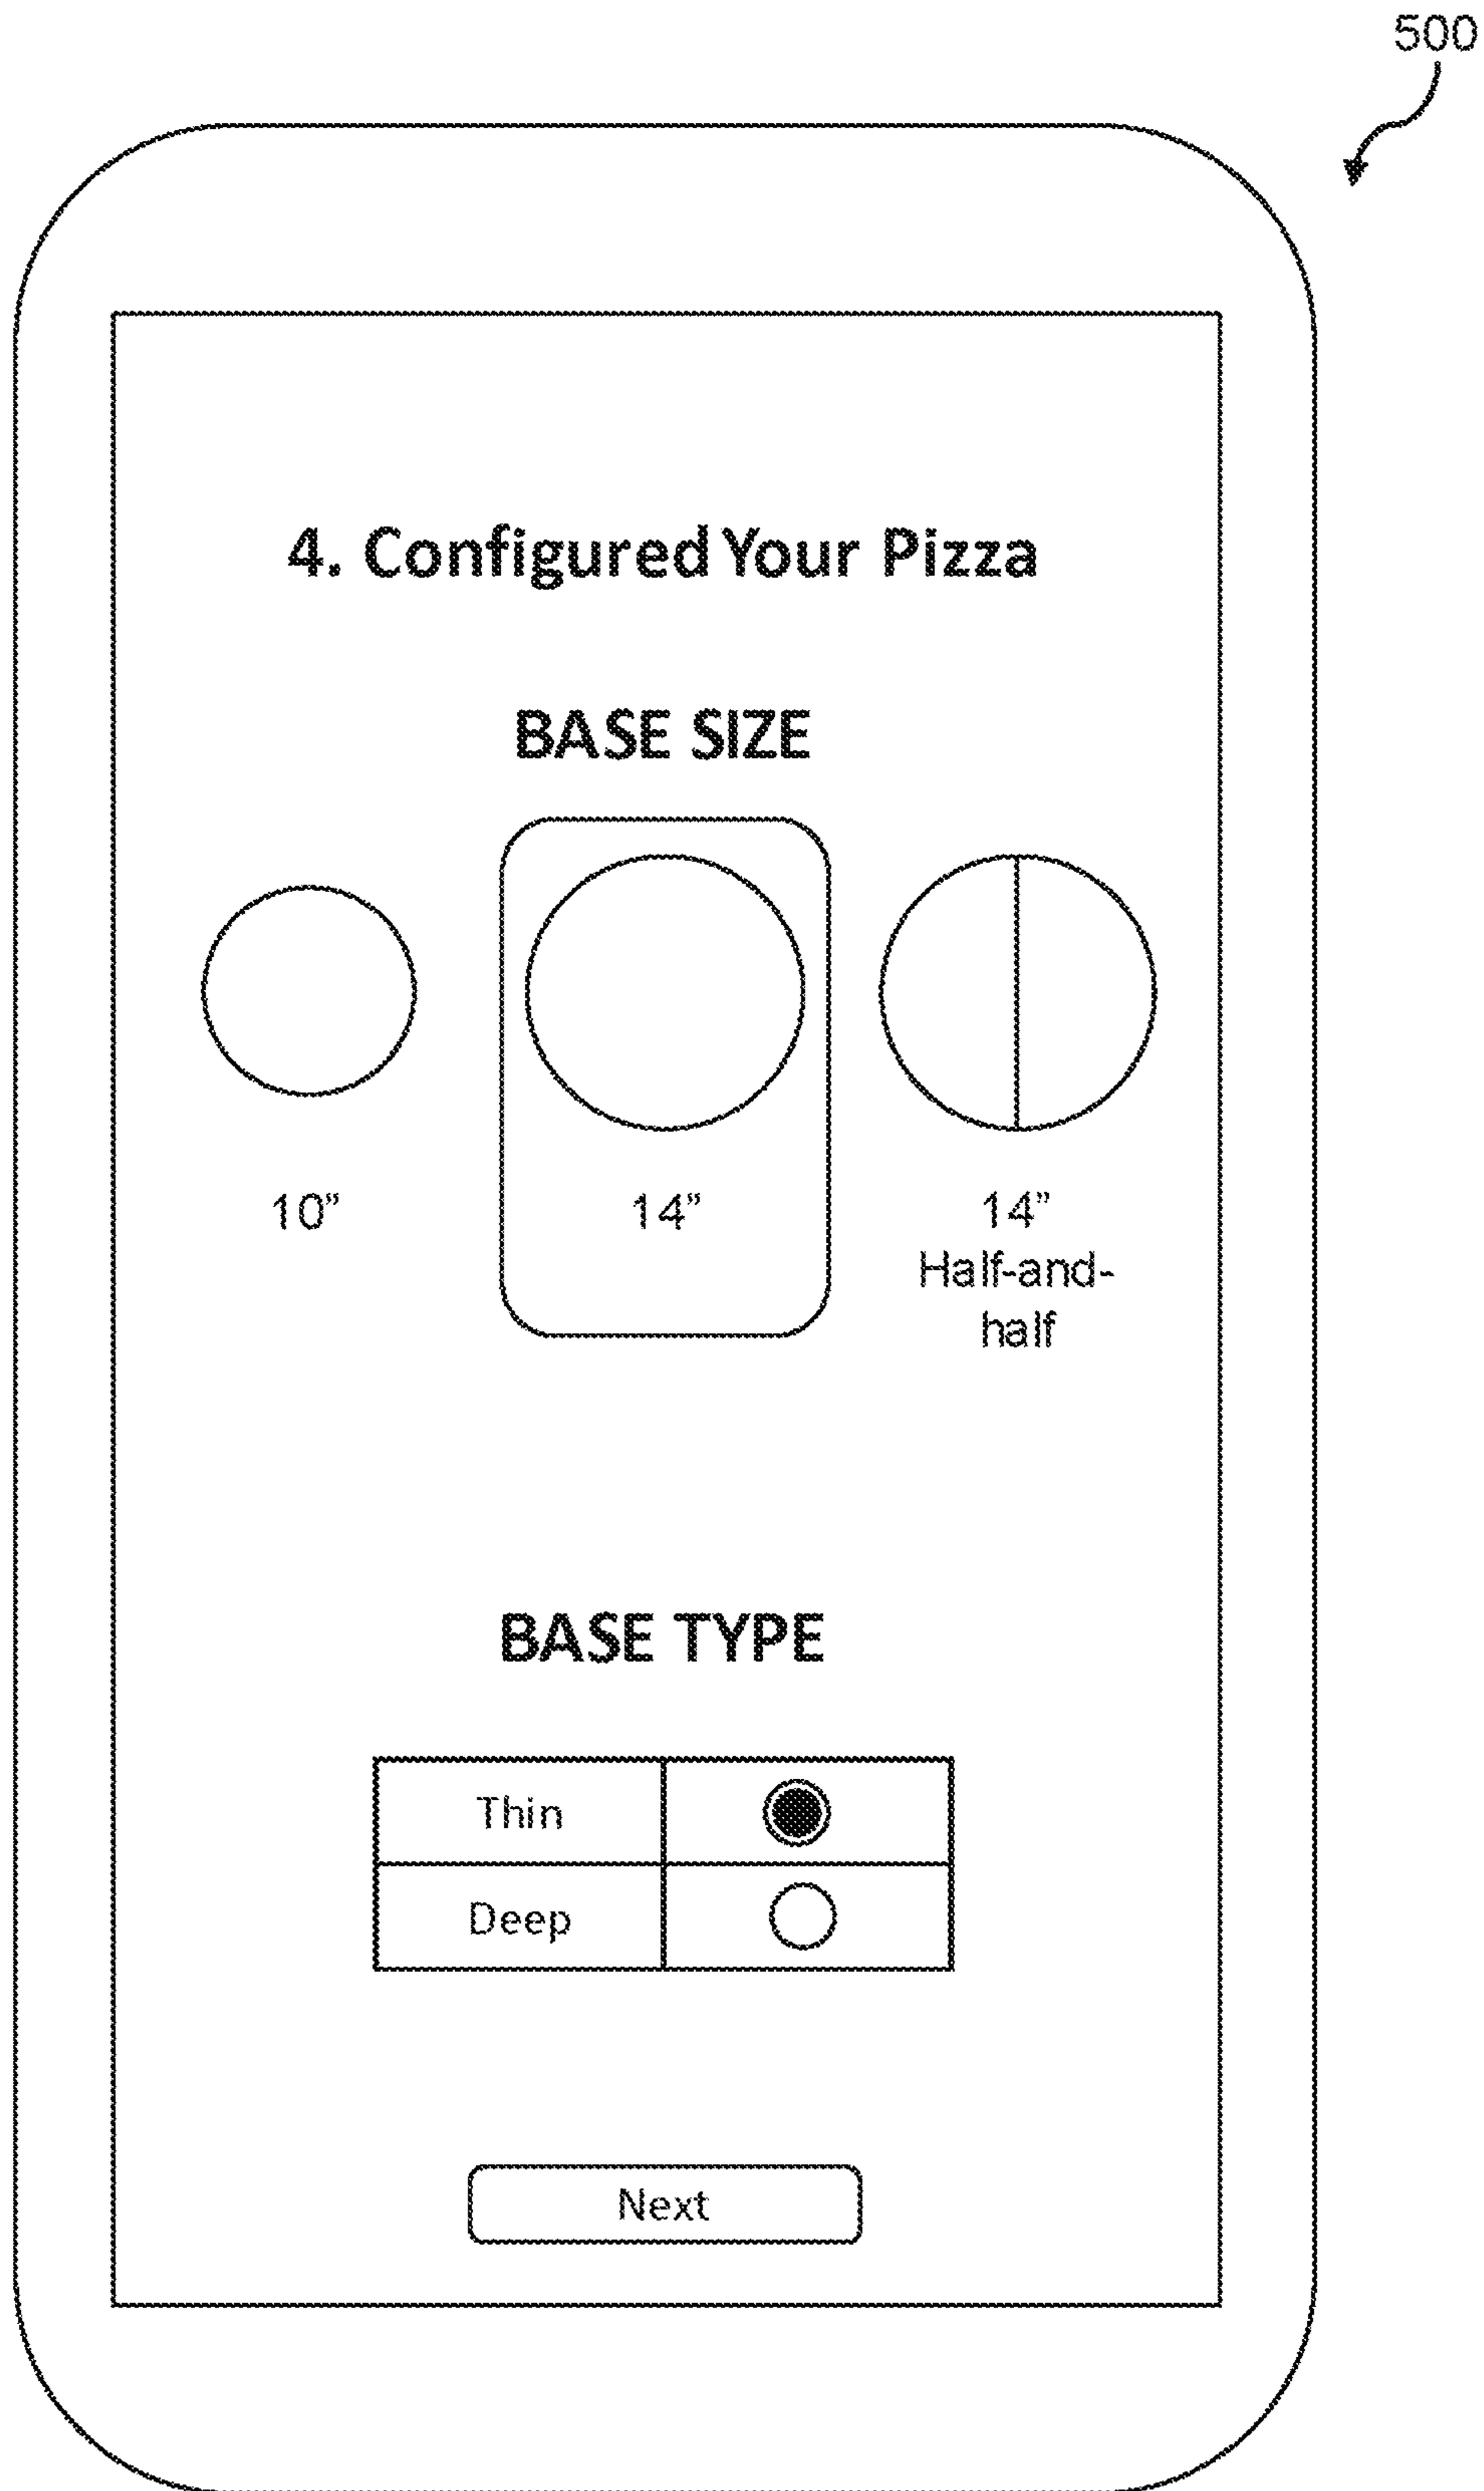 500
4. Configured Your Pizza
BASE SIZE
10”
14”
14”
Half-and-
half
BASE TYPE
Thin
Deep
Next